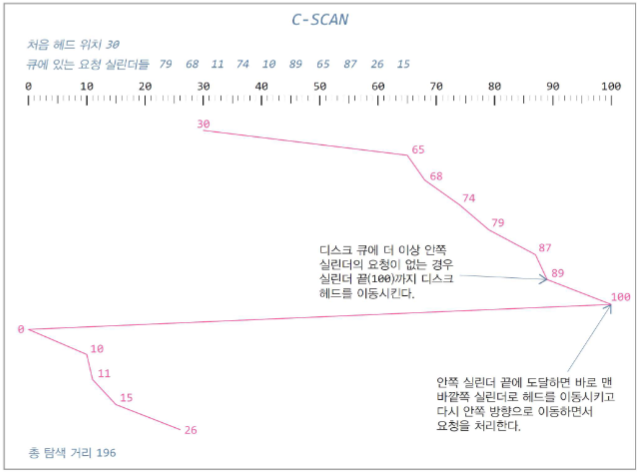 C-SCAN
처음 헤드 위치 30
큐에 있는 요청 실린더들 79 68 11 74 10 89 65 87 26 15
0 10 20 30 40 50 60 70 80 90 100
30
65
68
74
79
87
디스크 큐에 더 이상 안쪽
실린더의 요청이 없는 경우
실린더 끝(100)까지 디스크
헤드를 이동시킨다.
89
100
0
10
11
15
26
안쪽 실린더 끝에 도달하면 바로 맨
바깥쪽 실린더로 헤드를 이동시키고
다시 안쪽 방향으로 이동하면서
요청을 처리한다.
총 탐색 거리 196